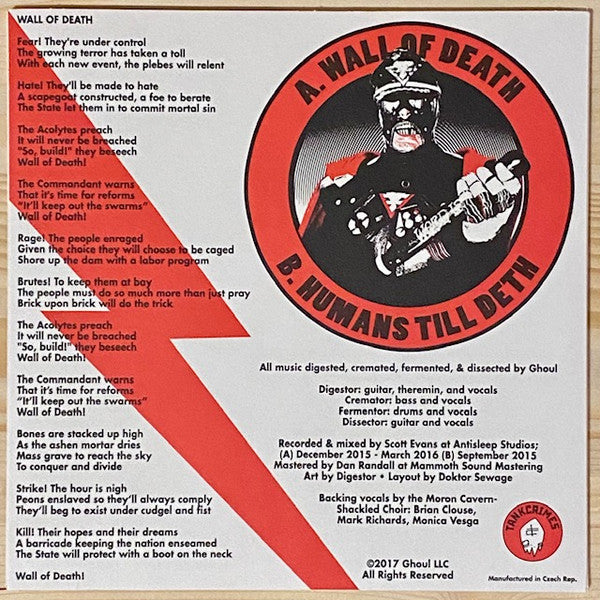 WALL OF DEATH
Fear! They're under control
The growing terror has taken a toll
With each new event, the plebes will relent
Hate! They'll be made to hate
A scapegoat constructed, a foe to berate
The State let them in to commit mortal sin
The Acolytes preach
It will never be breached
"So, build!" they beseech
Wall of Death!
The Commandant warns
That it's time for reforms
"It'll keep out the swarms"
Wall of Death!
Rage! The people enraged
Given the choice they will choose to be caged
Shore up the dam with a labor program
Brutes! To keep them at bay
The people must do so much more than just pray
Brick upon brick will do the trick
The Acolytes preach
It will never be breached
"So, build!" they beseech
Wall of Death!
The Commandant warns
That it's time for reforms
"It'll keep out the swarms"
Wall of Death!
Bones are stacked up high
As the ashen mortar dries
Mass grave to reach the sky
To conquer and divide
Strike! The hour is nigh
Peons enslaved so they'll always comply
They'll beg to exist under cudgel and fist
Kill! Their hopes and their dreams
A barricade keeping the nation enseamed
The State will protect with a boot on the neck
Wall of Death!
A. WALL OF DEATH
B. HUMANS TILL DETH
All music digested, cremated, fermented, & dissected by Ghoul
Digestor: guitar, theremin, and vocals
Cremator: bass and vocals
Fermentor: drums and vocals
Dissector: guitar and vocals
Recorded & mixed by Scott Evans at Antisleep Studios;
(A) December 2015 - March 2016 (B) September 2015
Mastered by Dan Randall at Mammoth Sound Mastering
Art by Digestor • Layout by Doktor Sewage
Backing vocals by the Moron Cavern-
Shackled Choir: Brian Clouse,
Mark Richards, Monica Vesga
TANKCRIMES
©2017 Ghoul LLC
All Rights Reserved
Manufactured in Czech Rep.